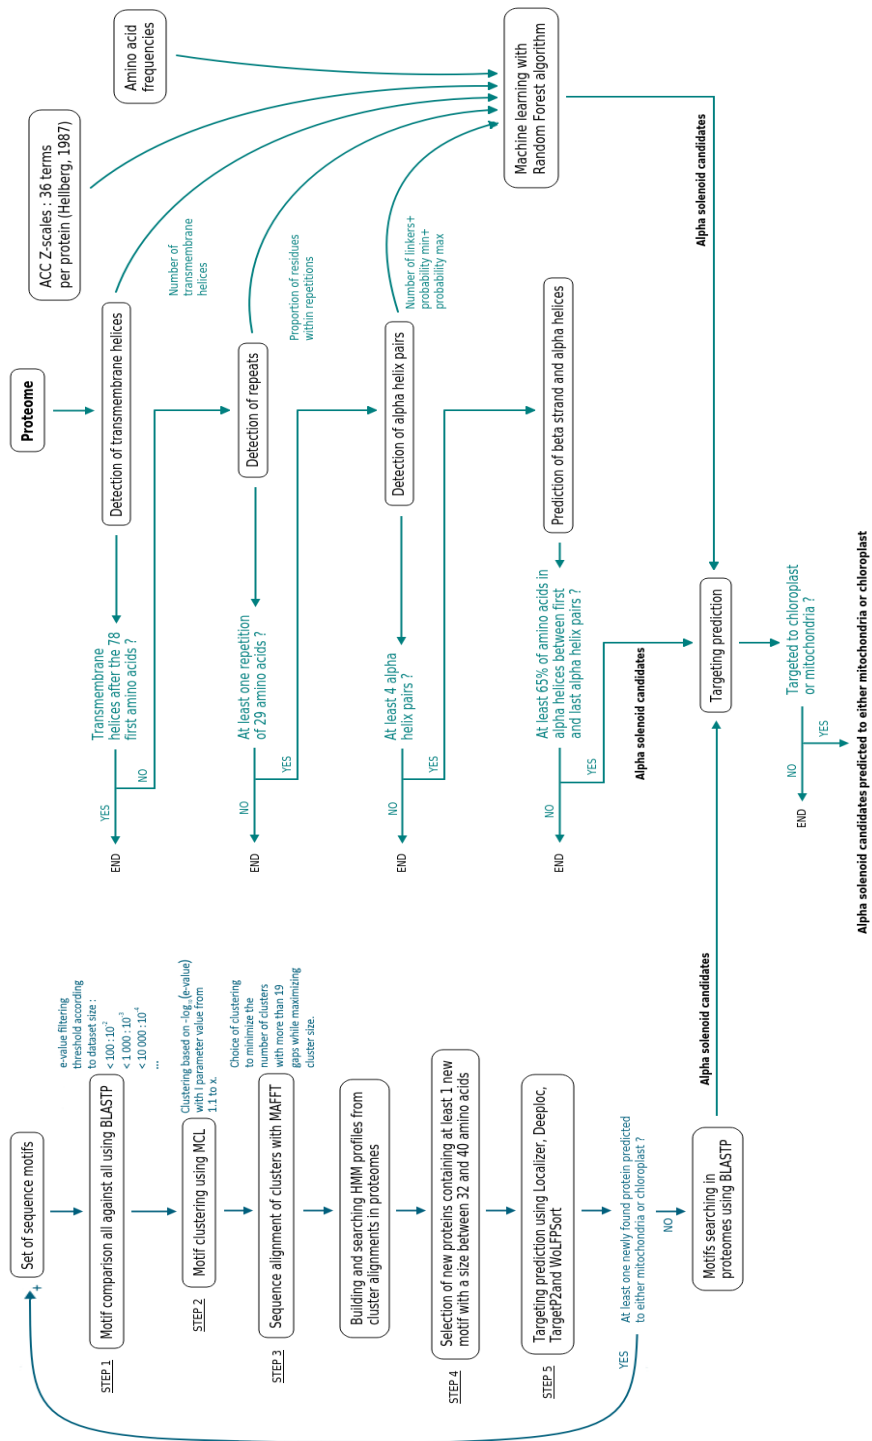 Set of sequence motifs
+
STEP 1
Motif comparison all against all using BLASTP
e-value filtering
threshold according
to dataset size :
< 100 :10⁻²
< 1 000 : 10⁻³
< 10 000 :10⁻⁴
...
STEP 2
Motif clustering using MCL
Clustering based on -log₁₀(e-value)
with I parameter value from
1.1 to x.
STEP 3
Sequence alignment of clusters with MAFFT
Choice of clustering
to minimize the
number of clusters
with more than 19
gaps while maximizing
cluster size.
Building and searching HMM profiles from
cluster alignments in proteomes
STEP 4
Selection of new proteins containing at least 1 new
motif with a size between 32 and 40 amino acids
STEP 5
Targeting prediction using Localizer, Deeploc,
TargetP2and WoLFPSort
At least one newly found protein predicted
to either mitochondria or chloroplast ?
YES
NO
Motifs searching in
proteomes using BLASTP
Alpha solenoid candidates
Proteome
Detection of transmembrane helices
Transmembrane
helices after the 78
first amino acids ?
YES
NO
END
Detection of repeats
At least one repetition
of 29 amino acids ?
NO
YES
END
Detection of alpha helix pairs
At least 4 alpha
helix pairs ?
NO
YES
END
Prediction of beta strand and alpha helices
At least 65% of amino acids in
alpha helices between first
and last alpha helix pairs ?
NO
YES
END
Alpha solenoid candidates
ACC Z-scales : 36 terms
per protein (Hellberg, 1987)
Amino acid
frequencies
Number of
transmembrane
helices
Proportion of residues
within repetitions
Number of linkers+
probability min+
probability max
Machine learning with
Random Forest algorithm
Alpha solenoid candidates
Targeting prediction
Targeted to chloroplast
or mitochondria ?
NO
YES
END
Alpha solenoid candidates predicted to either mitochondria or chloroplast